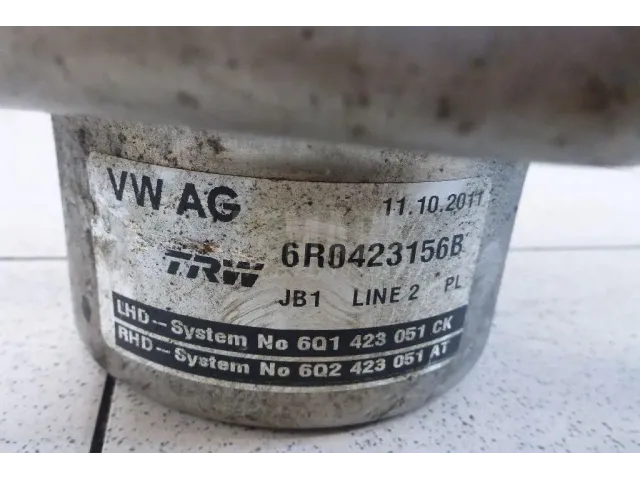 VW AG 11.10.2011
TRW 6R0423156B
JB1 LINE 2 PL
LHD-System No 6Q1 423 051 CK
RHD-System No 6Q2 423 051 AT